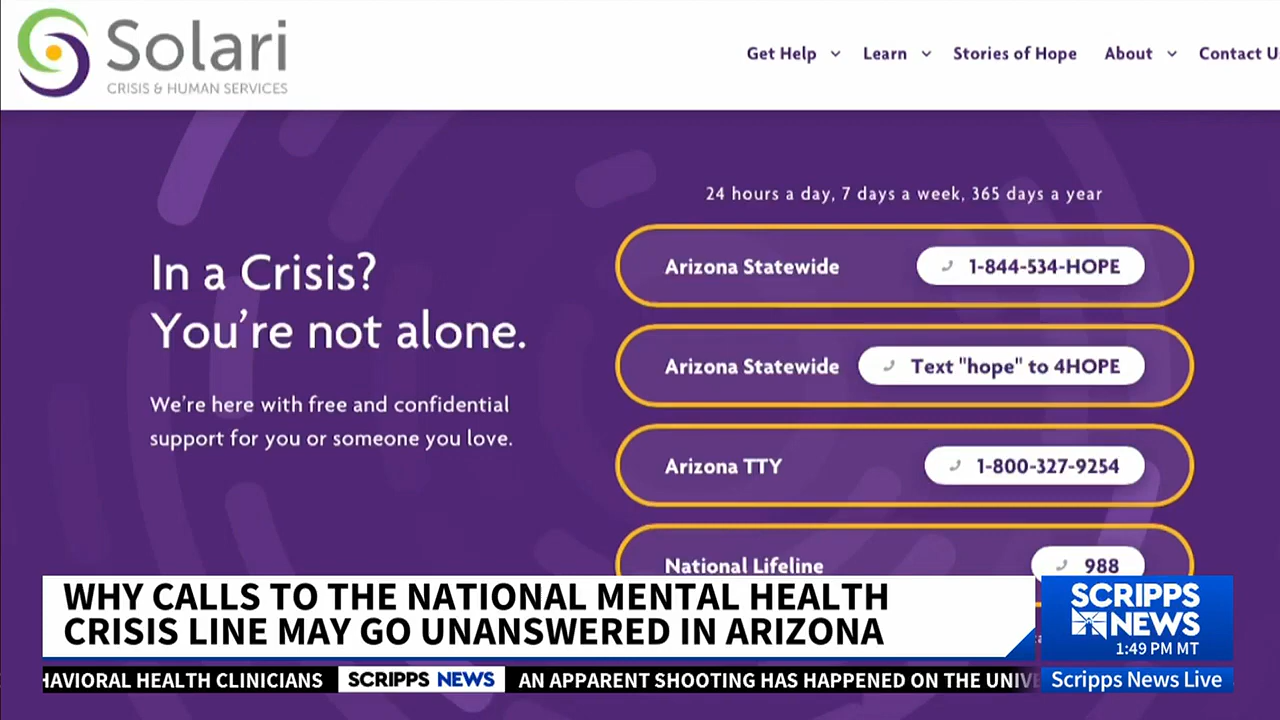 Solari
CRISIS & HUMAN SERVICES
Get Help Learn Stories of Hope About Contact U
24 hours a day, 7 days a week, 365 days a year
In a Crisis?
You're not alone.
We're here with free and confidential
support for you or someone you love.
Arizona Statewide 1-844-534-HOPE
Arizona Statewide Text "hope" to 4HOPE
Arizona TTY 1-800-327-9254
National Lifeline 988
WHY CALLS TO THE NATIONAL MENTAL HEALTH
CRISIS LINE MAY GO UNANSWERED IN ARIZONA
SCRIPPS
NEWS
1:49 PM MT
HAVIORAL HEALTH CLINICIANS SCRIPPS NEWS AN APPARENT SHOOTING HAS HAPPENED ON THE UNIVE
Scripps News Live